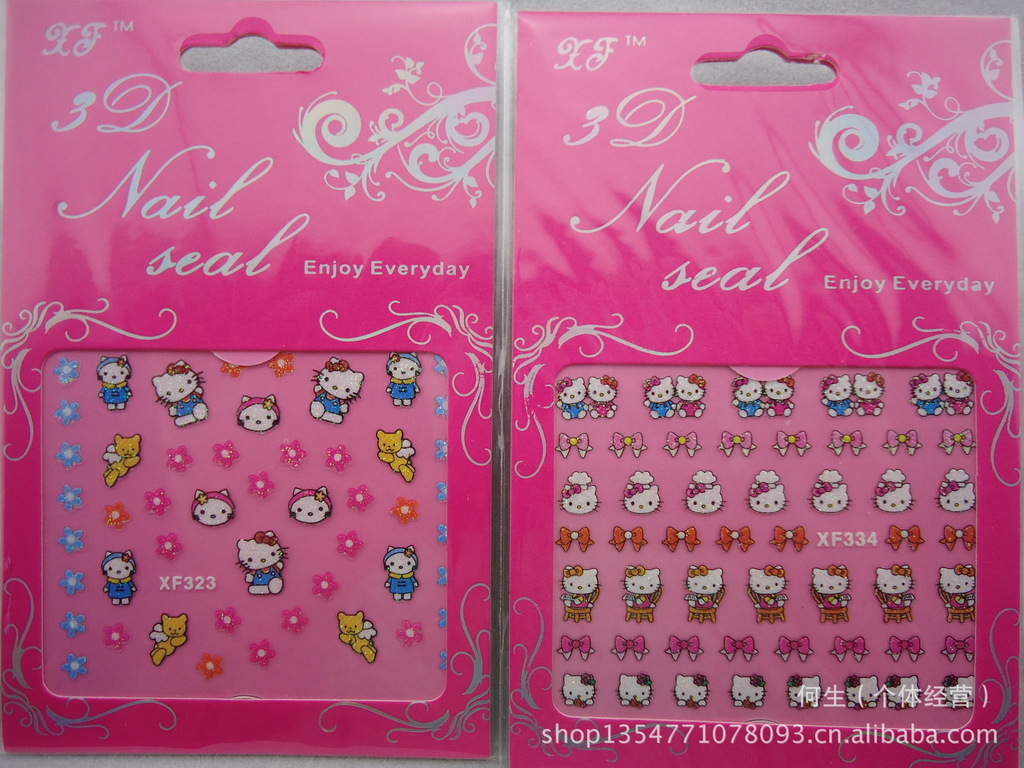 XF™
3D
Nail
seal
Enjoy Everyday
XF323
XF™
3D
Nail
seal
Enjoy Everyday
XF334
何生（个体经营）
shop1354771078093.cn.alibaba.com